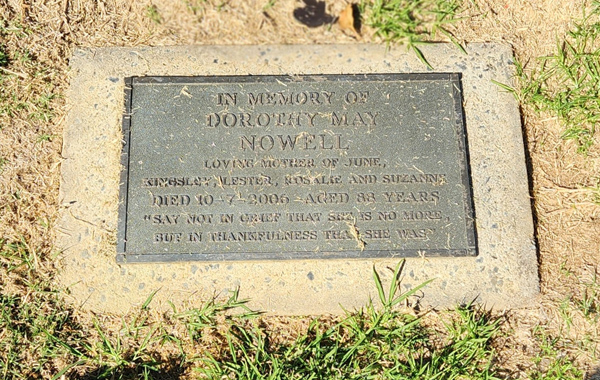 IN MEMORY OF
DOROTHY MAY
NOWELL
LOVING MOTHER OF JUNE,
KINGSLEY, LESTER, ROSALIE AND SUZANNE
DIED 10-7-2006 - AGED 88 YEARS
"SAY NOT IN GRIEF THAT SHE IS NO MORE,
BUT IN THANKFULNESS THAT SHE WAS"